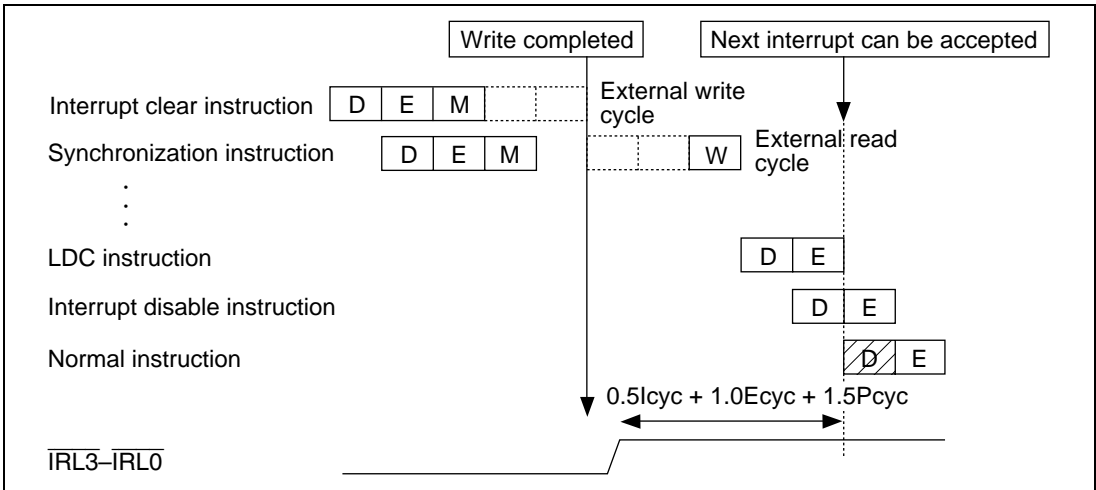 Write completed
Next interrupt can be accepted
Interrupt clear instruction
D E M
External write
cycle
Synchronization instruction
D E M
W
External read
cycle
.
.
.
LDC instruction
D E
Interrupt disable instruction
D E
Normal instruction
D E
0.5Icyc + 1.0Ecyc + 1.5Pcyc
IRL3–IRL0